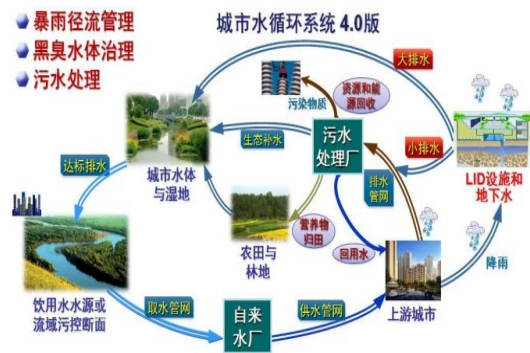 暴雨径流管理
黑臭水体治理
污水处理
城市水循环系统 4.0版
大排水
资源和能
源回收
污染物质
污水
处理厂
小排水
生态补水
排水
管网
LID设施和
地下水
达标排水
城市水体
与湿地
营养物
归田
农田与
林地
回用水
降雨
上游城市
饮用水水源或
流域污控断面
取水管网
自来
水厂
供水管网